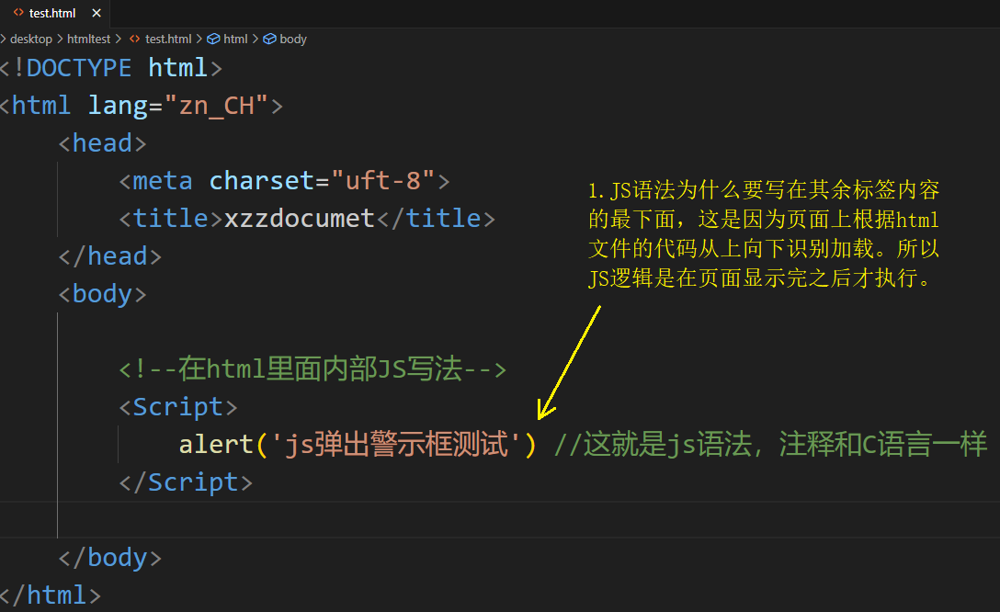 test.html
desktop > htmltest > test.html > html > body
<!DOCTYPE html>
<html lang="zn_CH">
<head>
<meta charset="uft-8">
<title>xzzdocumet</title>
</head>
<body>
1.JS语法为什么要写在其余标签内容
的最下面，这是因为页面上根据html
文件的代码从上向下识别加载。所以
JS逻辑是在页面显示完之后才执行。
<!--在html里面内部JS写法-->
<Script>
alert('js弹出警示框测试') //这就是js语法，注释和C语言一样
</Script>
</body>
</html>